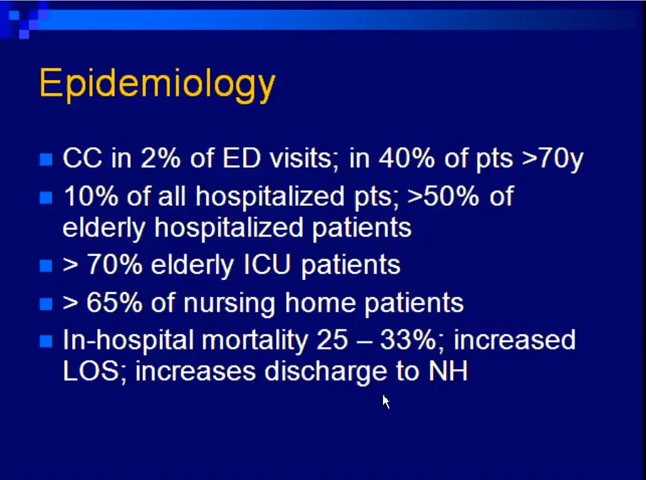 Epidemiology
CC in 2% of ED visits; in 40% of pts >70y
10% of all hospitalized pts; >50% of
elderly hospitalized patients
> 70% elderly ICU patients
> 65% of nursing home patients
In-hospital mortality 25 – 33%; increased
LOS; increases discharge to NH